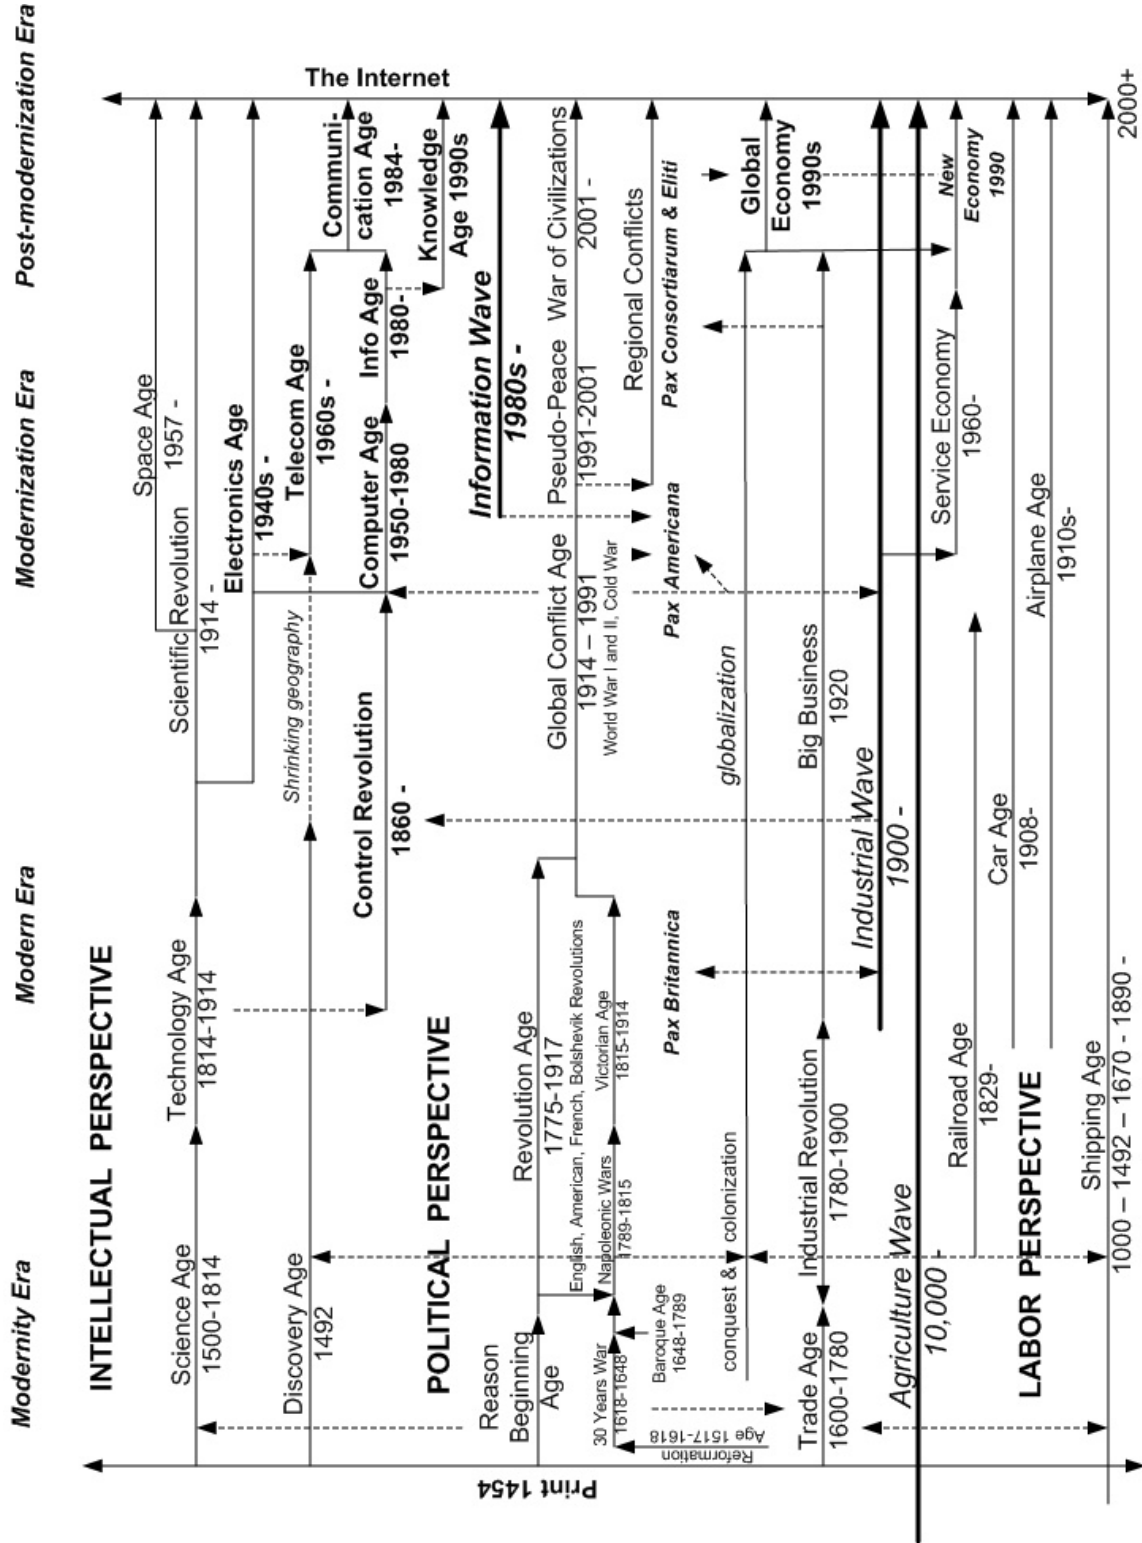 Modernity Era
Modern Era
Modernization Era
Post-modernization Era
INTELLECTUAL PERSPECTIVE
The Internet
Space Age
1957 -
Science Age
1500-1814
Technology Age
1814-1914
Scientific Revolution
1914 -
Electronics Age
1940s -
Discovery Age
1492
Shrinking geography
Telecom Age
1960s -
Communi-
cation Age
1984-
Control Revolution
1860 -
Computer Age
1950-1980
Info Age
1980-
Knowledge
Age 1990s
POLITICAL PERSPECTIVE
Information Wave
1980s -
Print 1454
Reason
Beginning
Age
Revolution Age
1775-1917
English, American, French, Bolshevik Revolutions
Global Conflict Age
1914 – 1991
World War I and II, Cold War
Pseudo-Peace
1991-2001
War of Civilizations
2001 -
30 Years War
1618-1648
Napoleonic Wars
1789-1815
Victorian Age
1815-1914
Regional Conflicts
Baroque Age
1648-1789
Reformation
Age 1517-1618
Pax Britannica
Pax Americana
Pax Consortiarum & Eliti
conquest & colonization
globalization
Global
Economy
1990s
Trade Age
1600-1780
Industrial Revolution
1780-1900
Big Business
1920
Industrial Wave
1900 -
Agriculture Wave
10,000 -
Service Economy
1960-
New
Economy
1990
Railroad Age
1829-
Car Age
1908-
LABOR PERSPECTIVE
Airplane Age
1910s-
Shipping Age
1000 – 1492 – 1670 - 1890 -
2000+